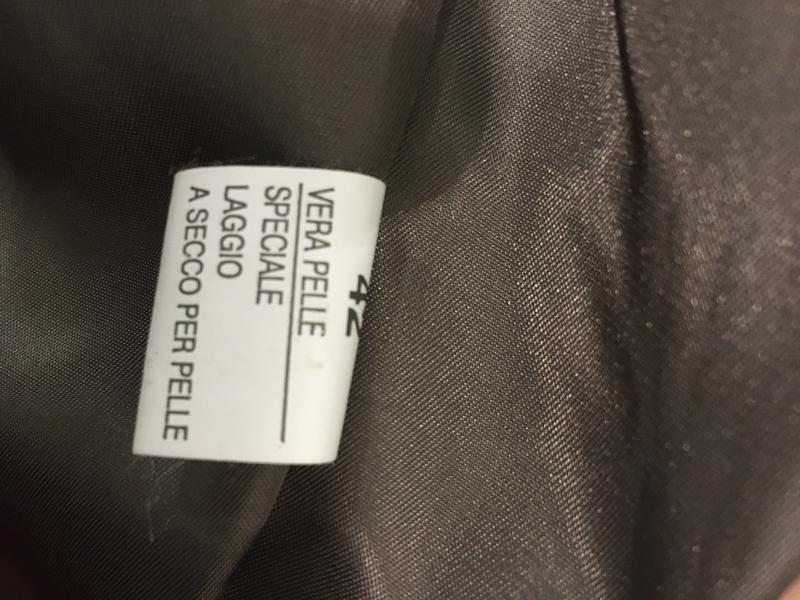 42
VERA PELLE
SPECIALE
LAGGIO
A SECCO PER PELLE